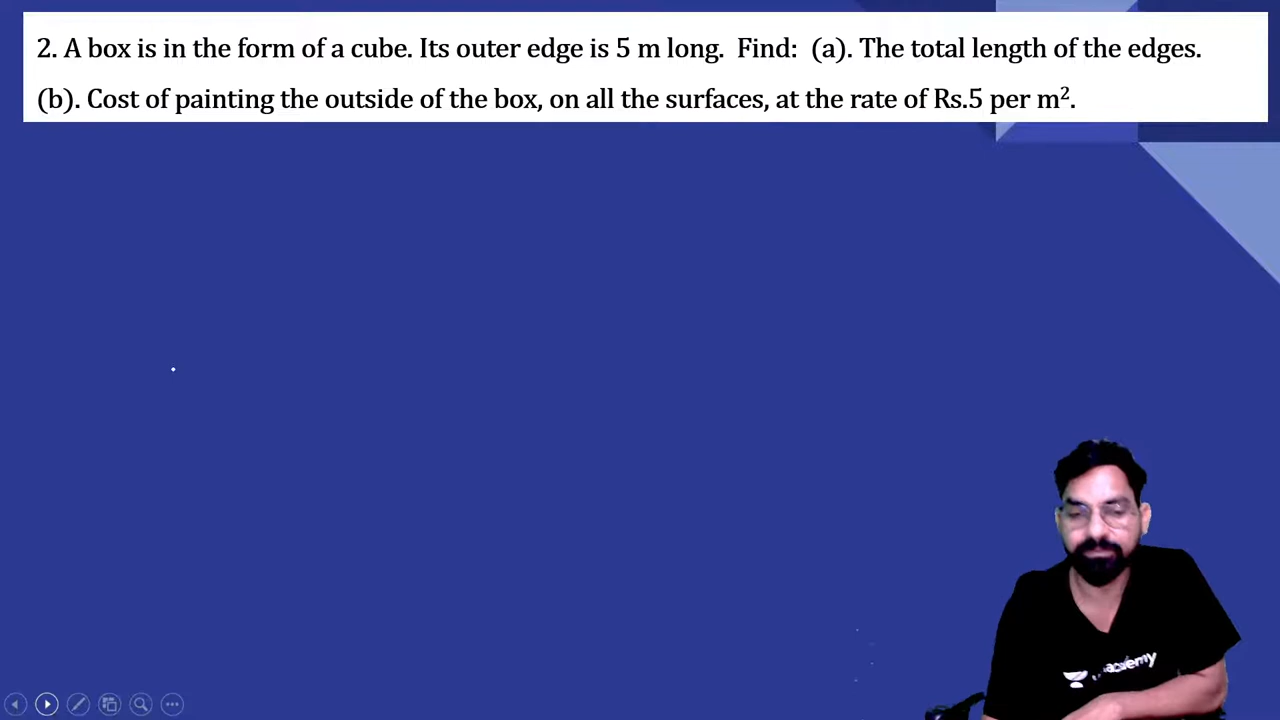 2. A box is in the form of a cube. Its outer edge is 5 m long. Find: (a). The total length of the edges.
(b). Cost of painting the outside of the box, on all the surfaces, at the rate of Rs.5 per m².